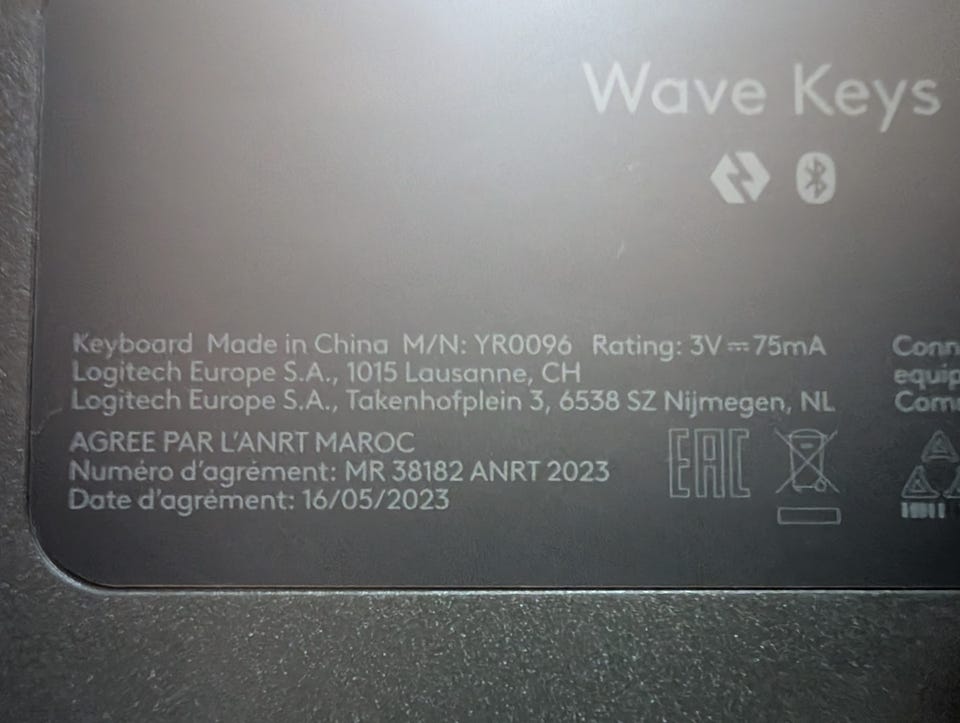 Wave Keys
Keyboard Made in China M/N: YR0096 Rating: 3V⎓75mA
Logitech Europe S.A., 1015 Lausanne, CH
Logitech Europe S.A., Takenhofplein 3, 6538 SZ Nijmegen, NL
AGREE PAR L'ANRT MAROC
Numéro d'agrément: MR 38182 ANRT 2023
Date d'agrément: 16/05/2023
EAC